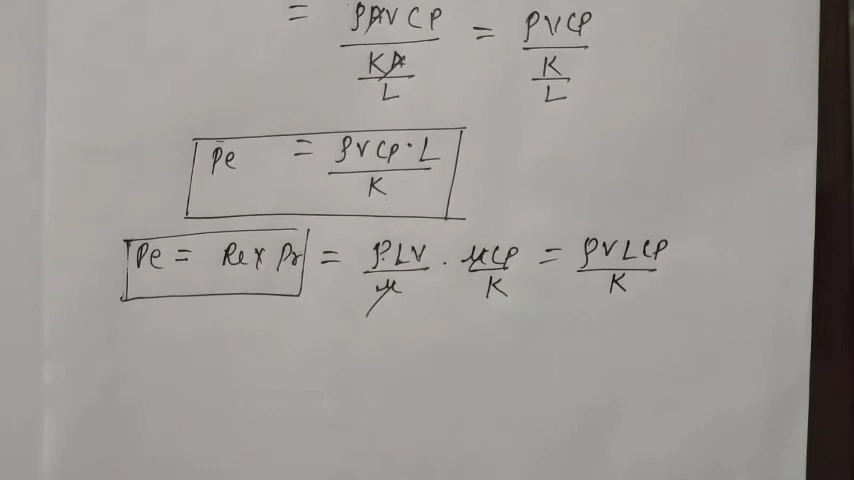 = ρAVCp / (KA/L) = ρVCp / (K/L)
Pe = ρVCp·L / K
Pe = Re x Pr = ρLV/μ . μCp/K = ρVLCp/K